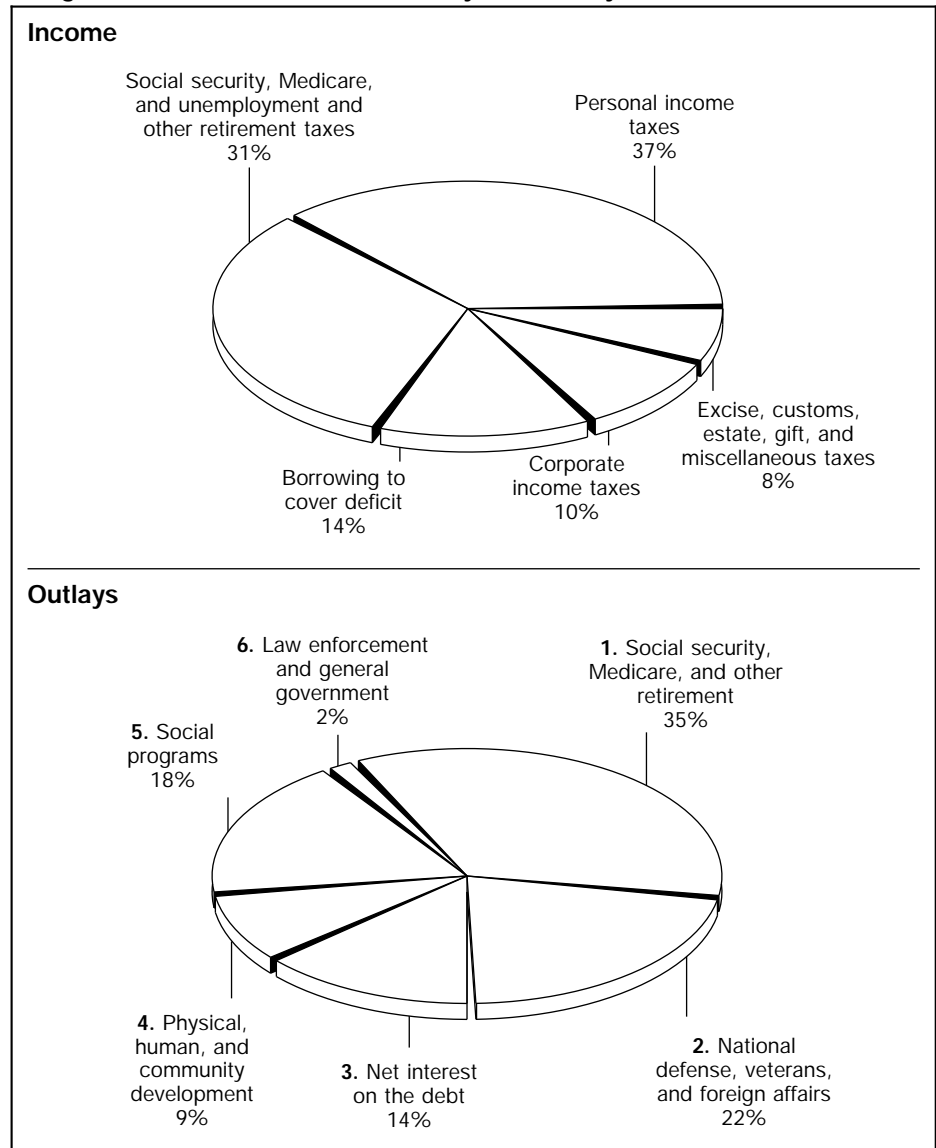 Income
Social security, Medicare,
and unemployment and
other retirement taxes
31%
Personal income
taxes
37%
Excise, customs,
estate, gift, and
miscellaneous taxes
8%
Corporate
income taxes
10%
Borrowing to
cover deficit
14%
Outlays
6. Law enforcement
and general
government
2%
1. Social security,
Medicare, and other
retirement
35%
5. Social
programs
18%
4. Physical,
human, and
community
development
9%
3. Net interest
on the debt
14%
2. National
defense, veterans,
and foreign affairs
22%